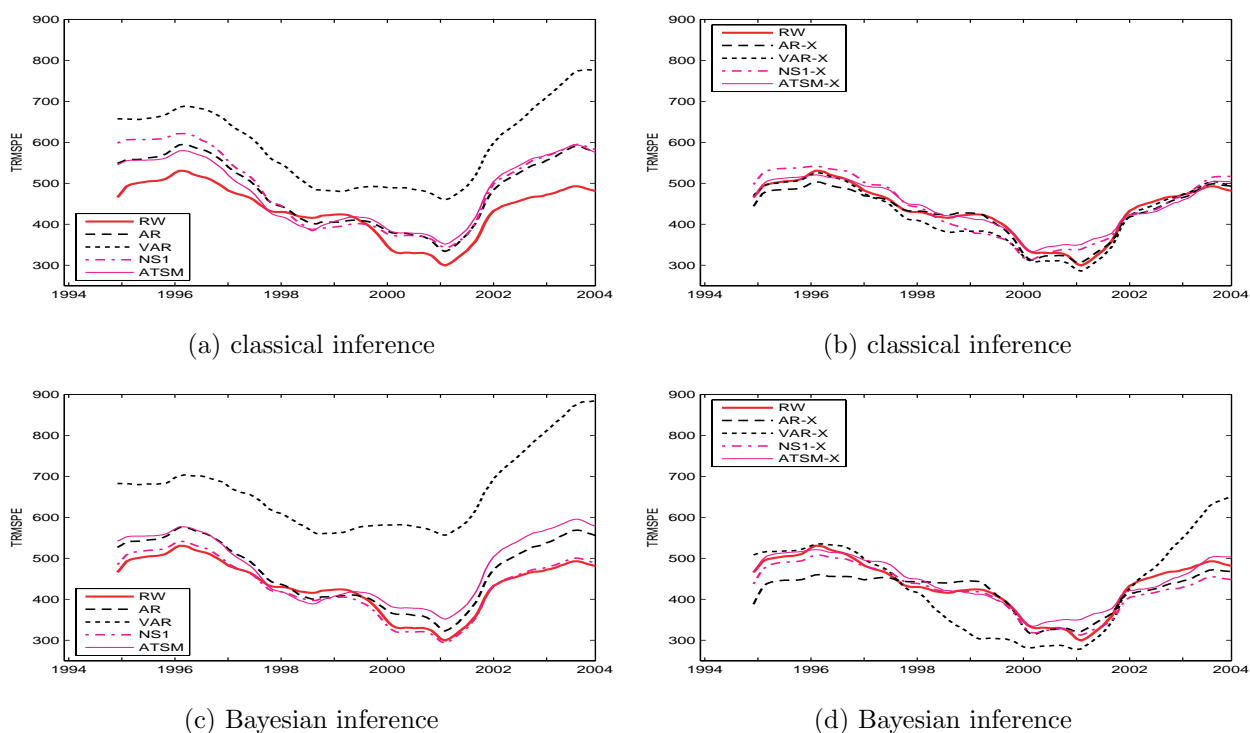 900
800
700
600
500
400
300
TRMSPE
RW
AR
VAR
NS1
ATSM
1994 1996 1998 2000 2002 2004
(a) classical inference
900
800
700
600
500
400
300
TRMSPE
RW
AR-X
VAR-X
NS1-X
ATSM-X
1994 1996 1998 2000 2002 2004
(b) classical inference
900
800
700
600
500
400
300
TRMSPE
RW
AR
VAR
NS1
ATSM
1994 1996 1998 2000 2002 2004
(c) Bayesian inference
900
800
700
600
500
400
300
TRMSPE
RW
AR-X
VAR-X
NS1-X
ATSM-X
1994 1996 1998 2000 2002 2004
(d) Bayesian inference